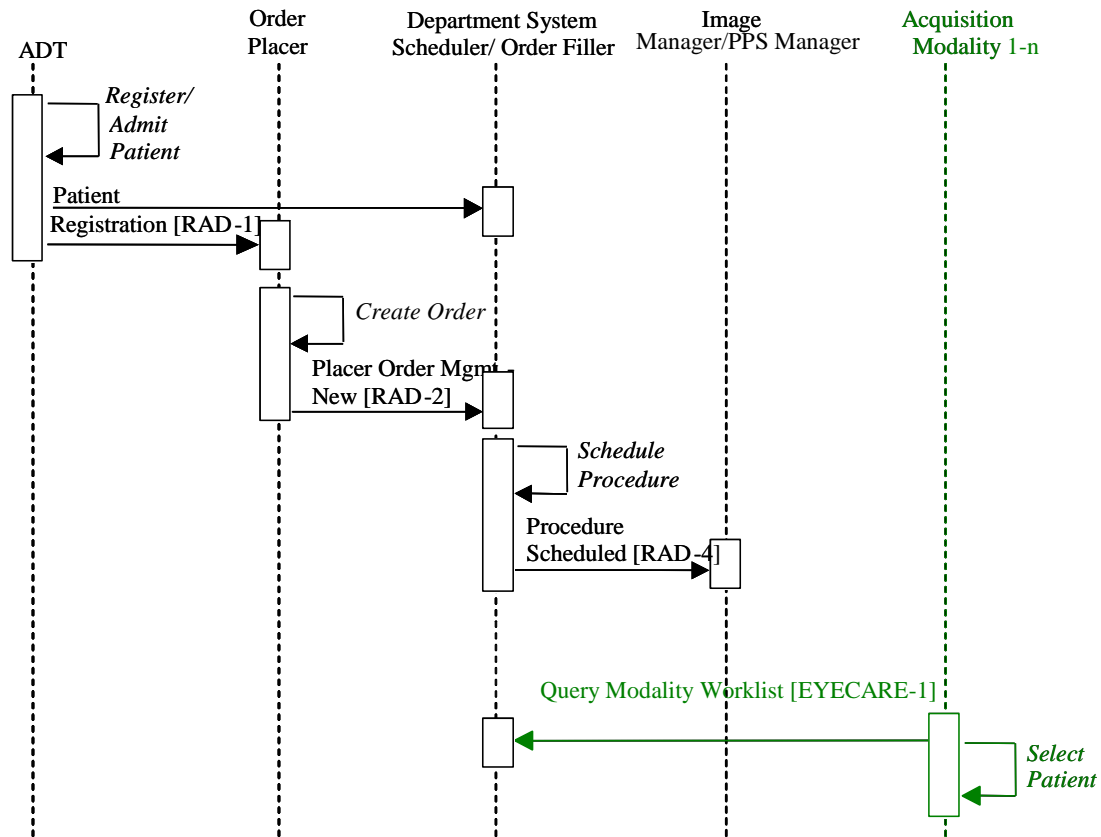 ADT
Order
Placer
Department System
Scheduler/ Order Filler
Image
Manager/PPS Manager
Acquisition
Modality 1-n
Register/
Admit
Patient
Patient
Registration [RAD-1]
Create Order
Placer Order Mgmt -
New [RAD-2]
Schedule
Procedure
Procedure
Scheduled [RAD-4]
Query Modality Worklist [EYECARE-1]
Select
Patient